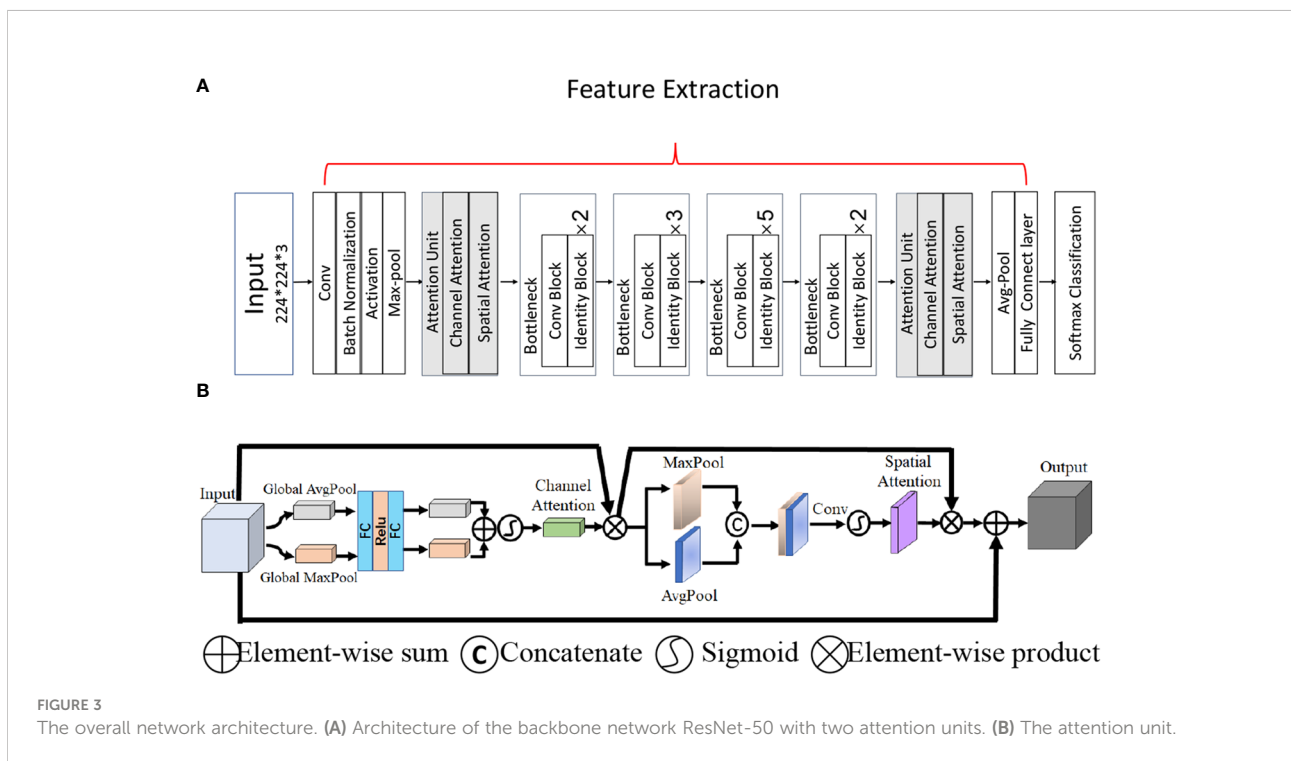 A
Feature Extraction
Input
224*224*3
Conv
Batch Normalization
Activation
Max-pool
Attention Unit
Channel Attention
Spatial Attention
Bottleneck
Conv Block
Identity Block
×2
Bottleneck
Conv Block
Identity Block
×3
Bottleneck
Conv Block
Identity Block
×5
Bottleneck
Conv Block
Identity Block
×2
Attention Unit
Channel Attention
Spatial Attention
Avg-Pool
Fully Connect layer
Softmax Classification
B
Input
Global AvgPool
Global MaxPool
FC
Relu
FC
Channel
Attention
MaxPool
AvgPool
C
Conv
Spatial
Attention
Output
Element-wise sum
C Concatenate
Sigmoid
Element-wise product
FIGURE 3
The overall network architecture. (A) Architecture of the backbone network ResNet-50 with two attention units. (B) The attention unit.